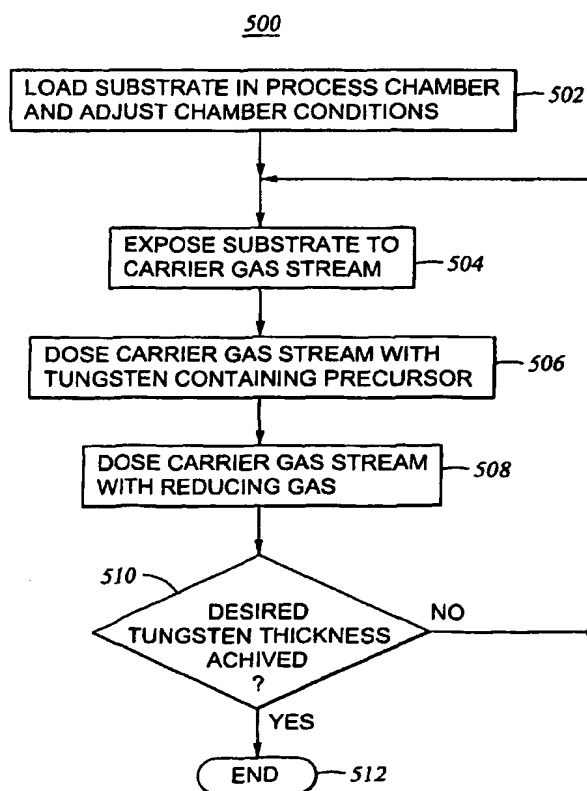 500
LOAD SUBSTRATE IN PROCESS CHAMBER
AND ADJUST CHAMBER CONDITIONS
502
EXPOSE SUBSTRATE TO
CARRIER GAS STREAM
504
DOSE CARRIER GAS STREAM WITH
TUNGSTEN CONTAINING PRECURSOR
506
DOSE CARRIER GAS STREAM
WITH REDUCING GAS
508
510
DESIRED
TUNGSTEN THICKNESS
ACHIVED
?
NO
YES
END
512